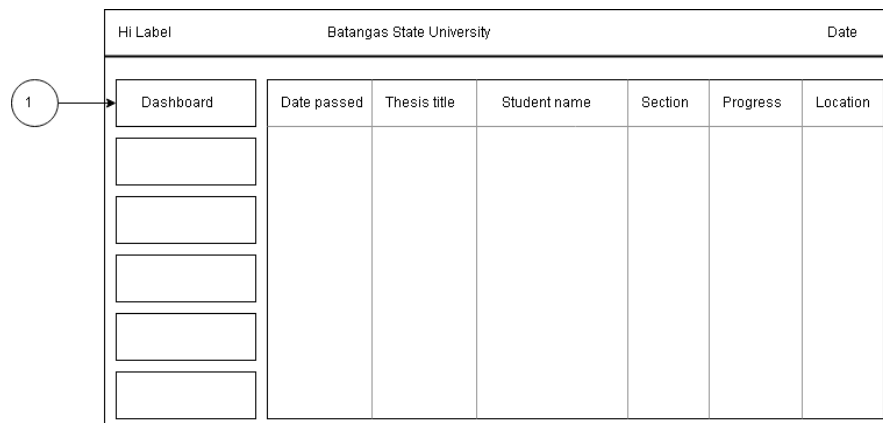 Hi Label Batangas State University Date
1 Dashboard Date passed Thesis title Student name Section Progress Location